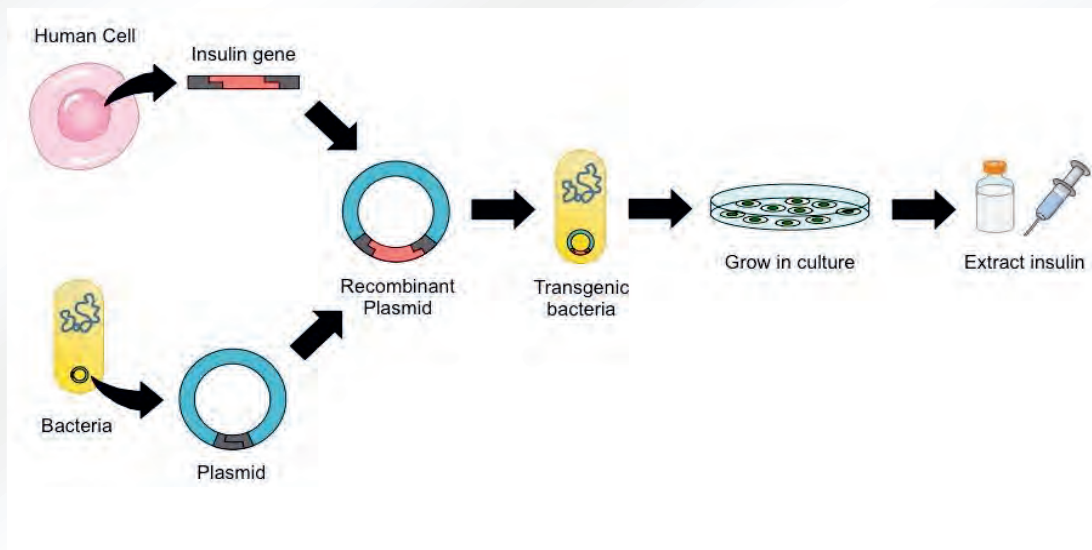 Human Cell
Insulin gene
Recombinant
Plasmid
Transgenic
bacteria
Grow in culture
Extract insulin
Bacteria
Plasmid